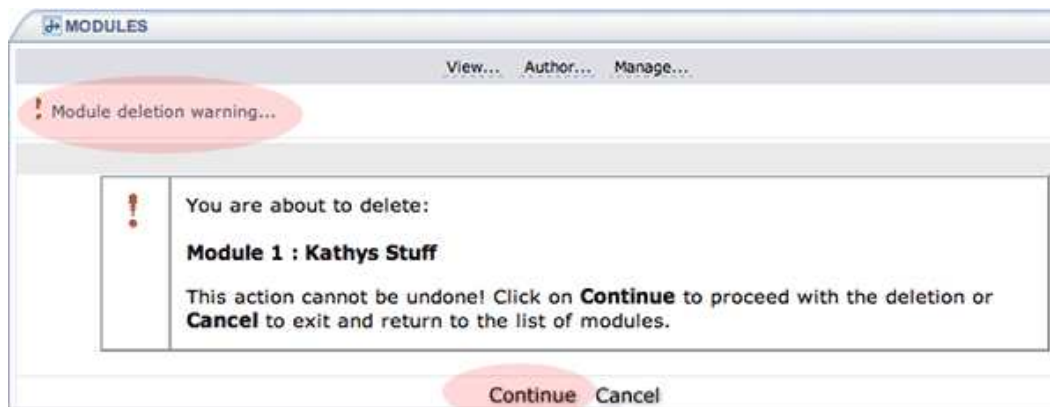 MODULES
View... Author... Manage...
! Module deletion warning...
! You are about to delete:
Module 1 : Kathys Stuff
This action cannot be undone! Click on Continue to proceed with the deletion or
Cancel to exit and return to the list of modules.
Continue Cancel